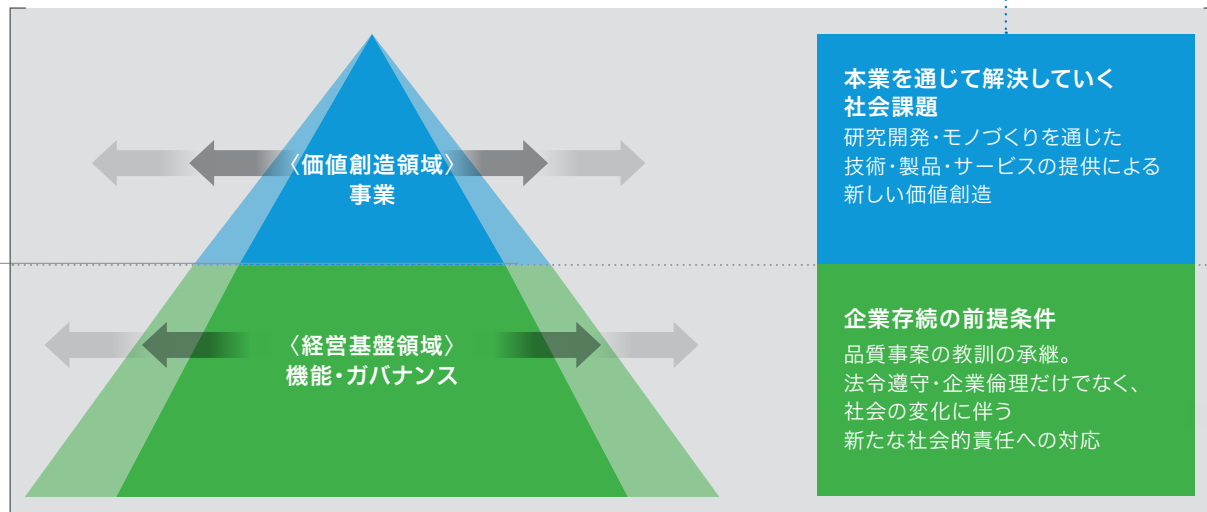 〈価値創造領域〉
事業
〈経営基盤領域〉
機能・ガバナンス
本業を通じて解決していく
社会課題
研究開発・モノづくりを通じた
技術・製品・サービスの提供による
新しい価値創造
企業存続の前提条件
品質事案の教訓の承継。
法令遵守・企業倫理だけでなく、
社会の変化に伴う
新たな社会的責任への対応